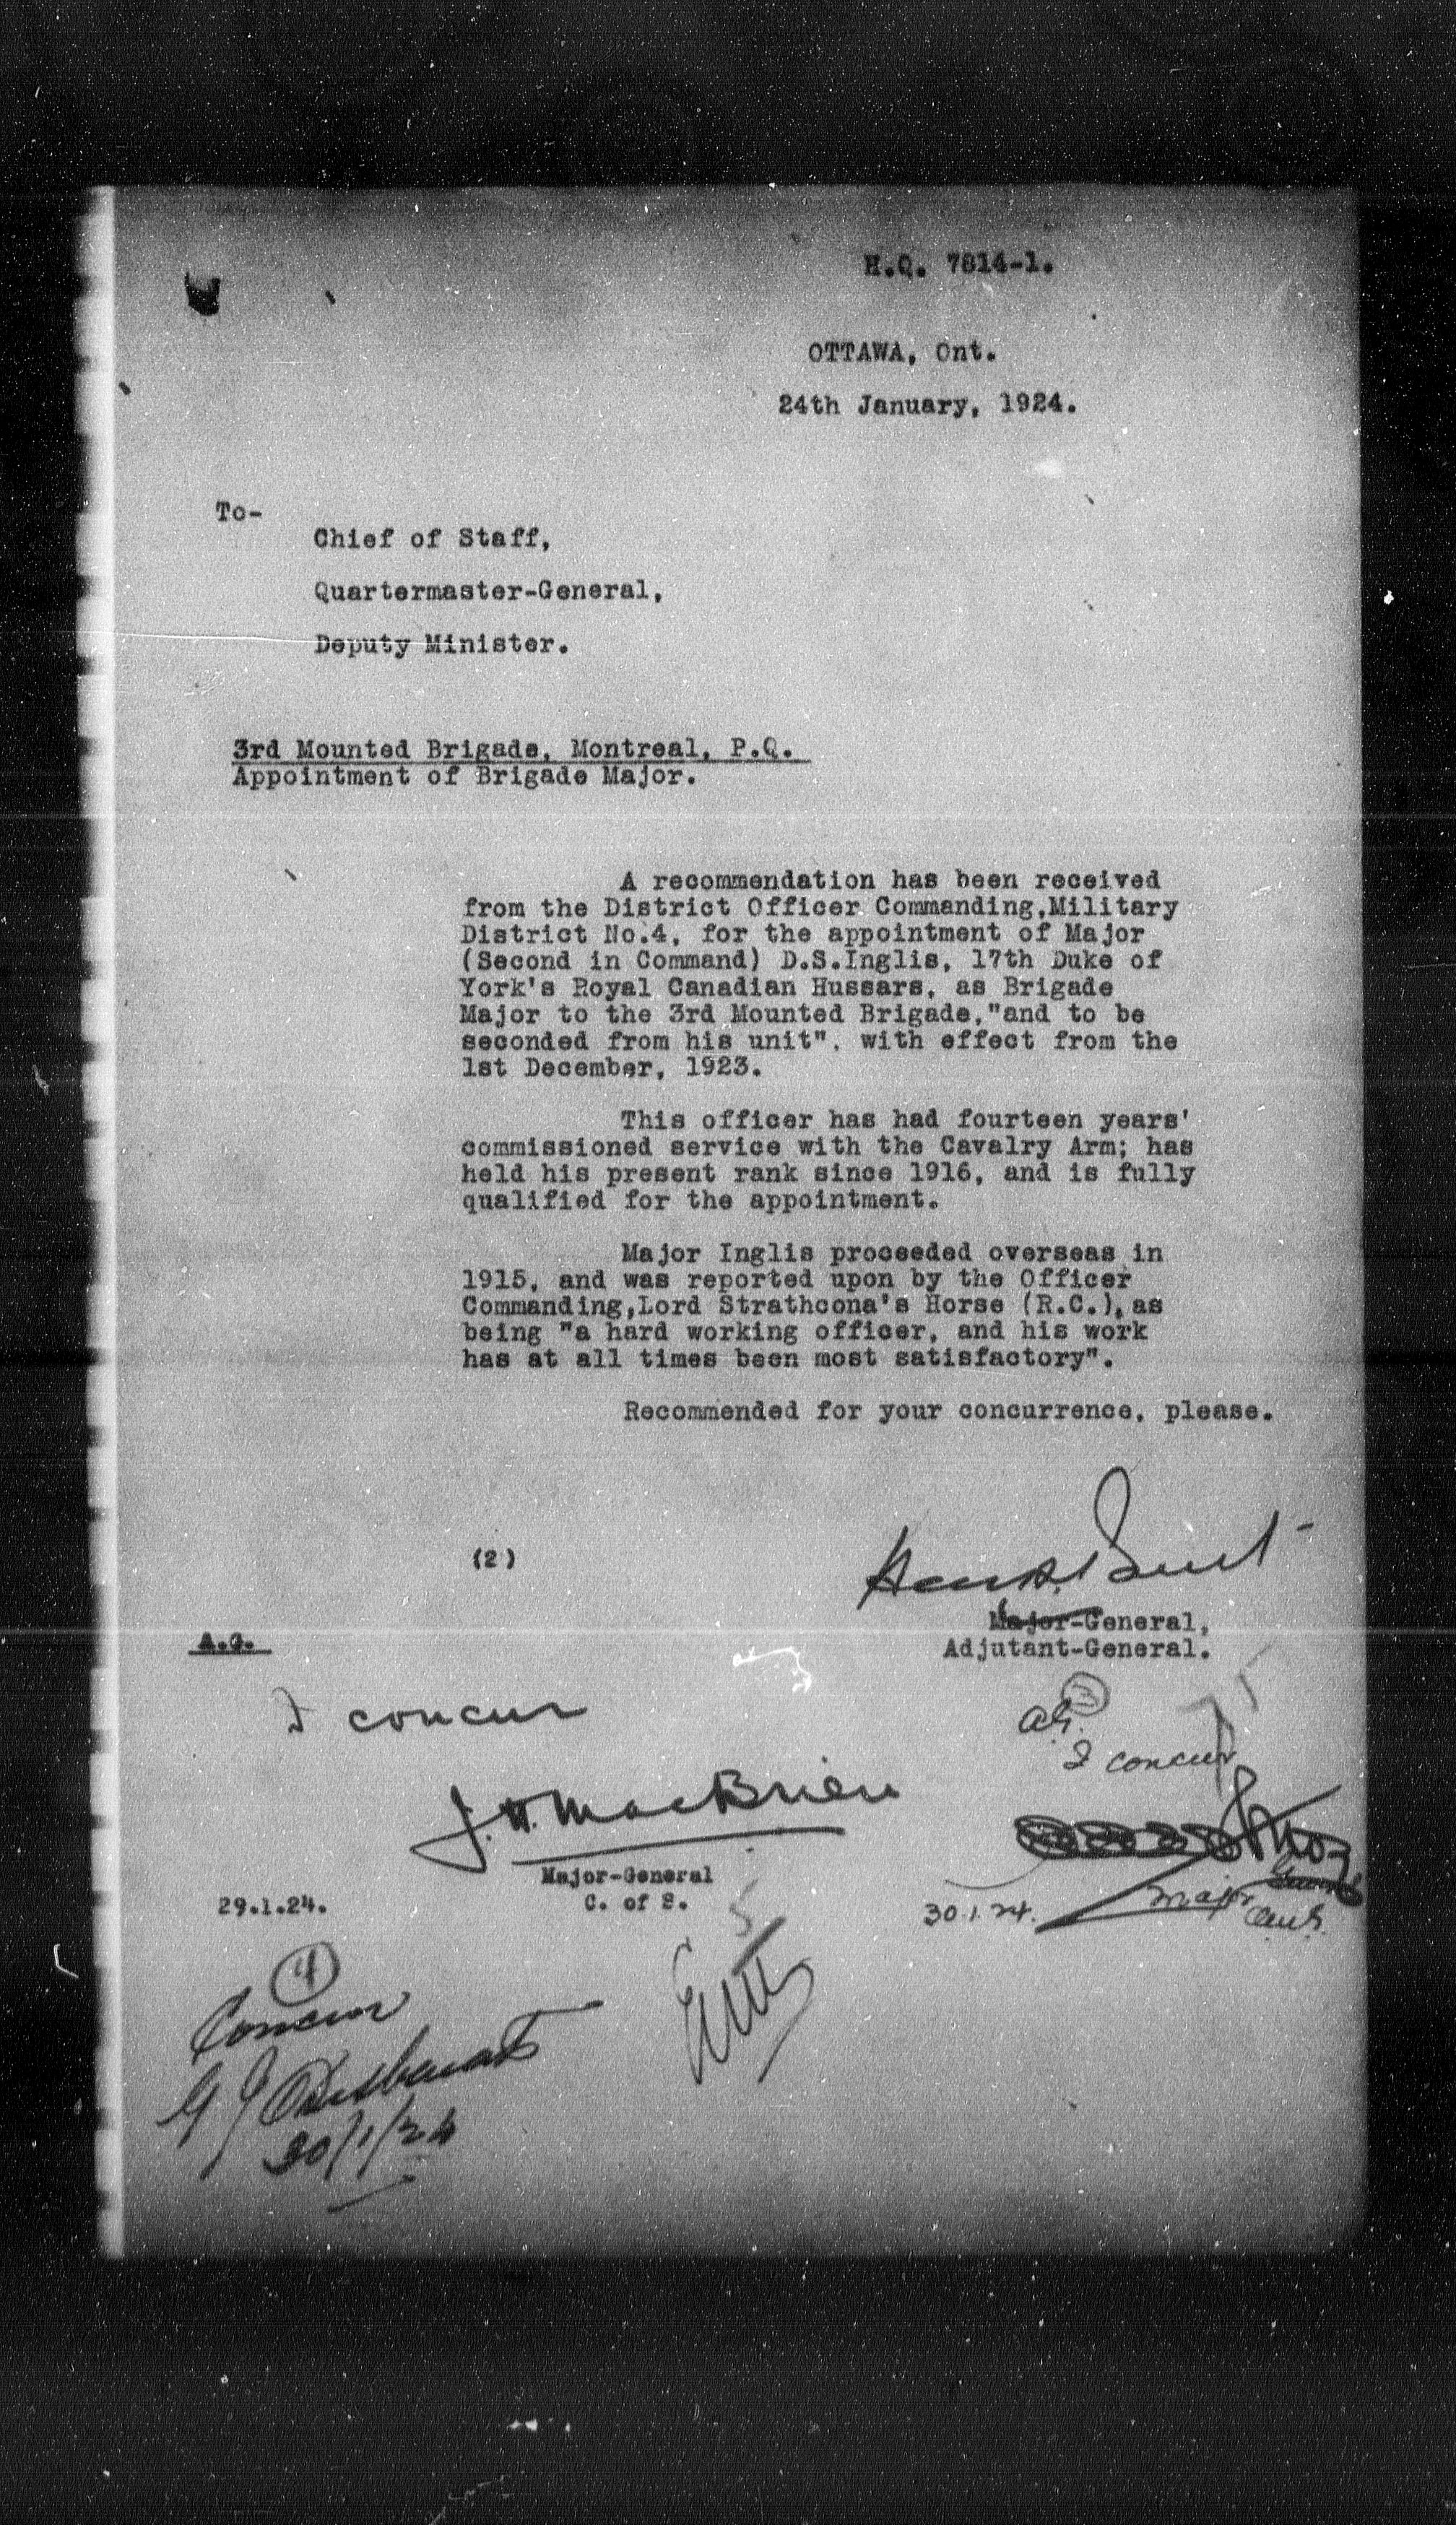 H.Q. 7814-1.
OTTAWA, Ont.
24th January, 1924.
To-
Chief of Staff,
Quartermaster-General,
Deputy Minister.
3rd Mounted Brigade, Montreal, P.Q.
Appointment of Brigade Major.
A recommendation has been received
from the District Officer Commanding,Military
District No.4, for the appointment of Major
(Second in Command) D.S.Inglis, 17th Duke of
York's Royal Canadian Hussars, as Brigade
Major to the 3rd Mounted Brigade,"and to be
seconded from his unit", with effect from the
1st December, 1923.
This officer has had fourteen years'
commissioned service with the Cavalry Arm; has
held his present rank since 1916, and is fully
qualified for the appointment.
Major Inglis proceeded overseas in
1915, and was reported upon by the Officer
Commanding,Lord Strathcona's Horse (R.C.), as
being "a hard working officer, and his work
has at all times been most satisfactory".
Recommended for your concurrence, please.
(2)
Major-General,
Adjutant-General.
A.G.
I concur
J.H. MacBrien
Major-General
C. of S.
29.1.24.
3
A.G.
I concur
30.1.24.
Major
4
Concur
G J Desbarats
30/1/24